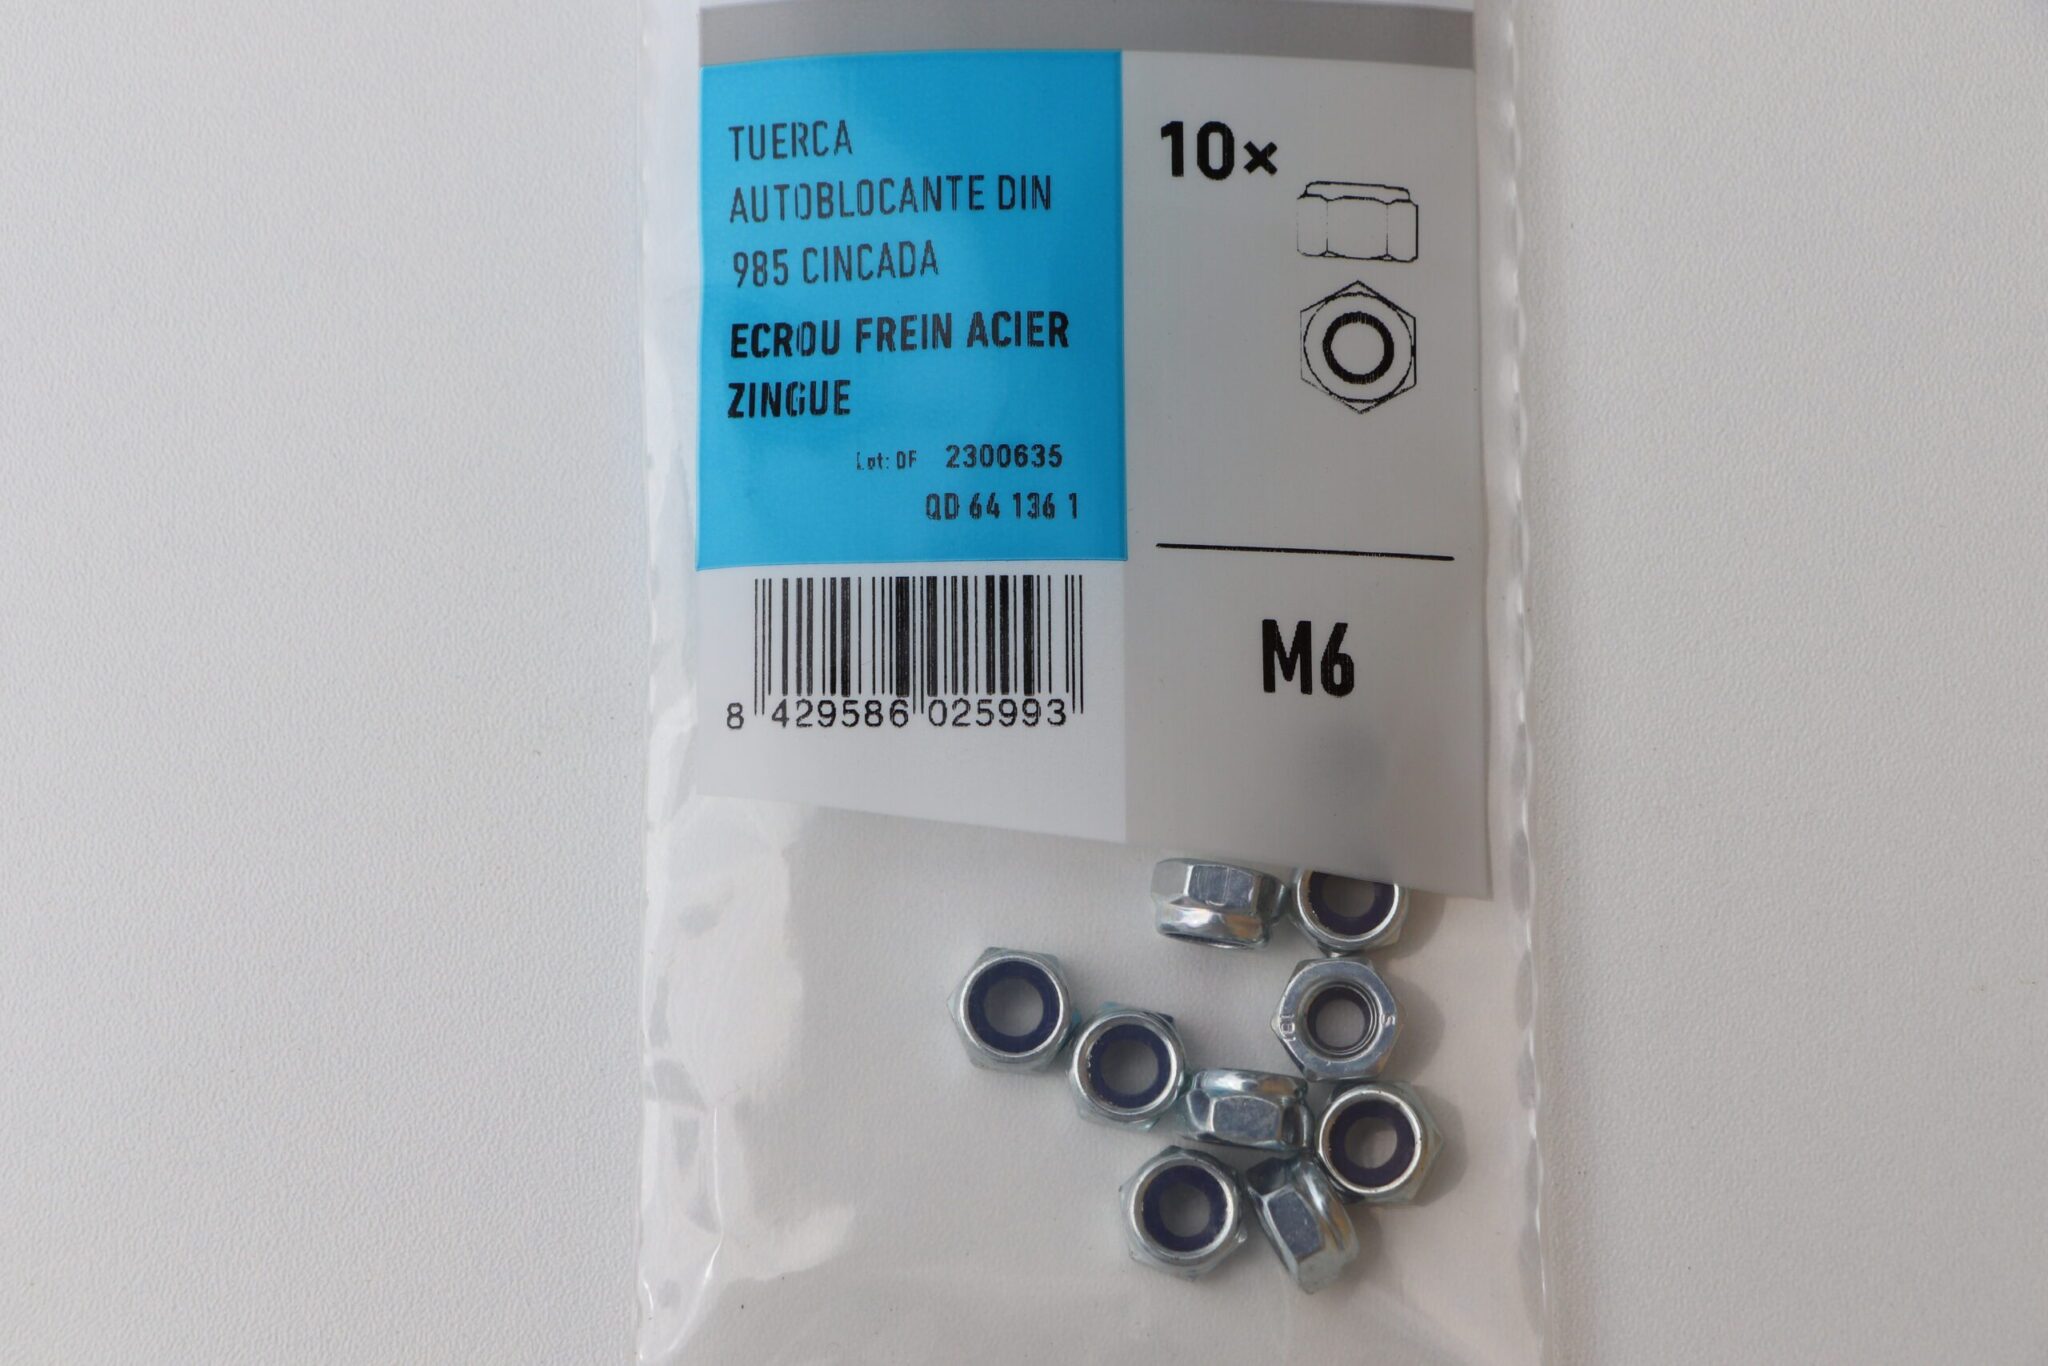 TUERCA
AUTOBLOCANTE DIN
985 CINCADA
ECROU FREIN ACIER
ZINGUE
Lot: OF 2300635
QD 64 136 1
8 429586 025993
10x
M6